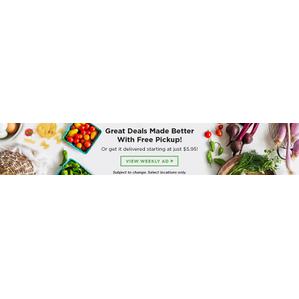 Great Deals Made Better
With Free Pickup!
Or get it delivered starting at just $5.95!
VIEW WEEKLY AD »
Subject to change. Select locations only.